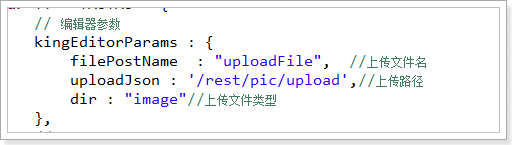 // 编辑器参数
kingEditorParams : {
filePostName  : "uploadFile",  //上传文件名
uploadJson : '/rest/pic/upload',//上传路径
dir : "image"//上传文件类型
},